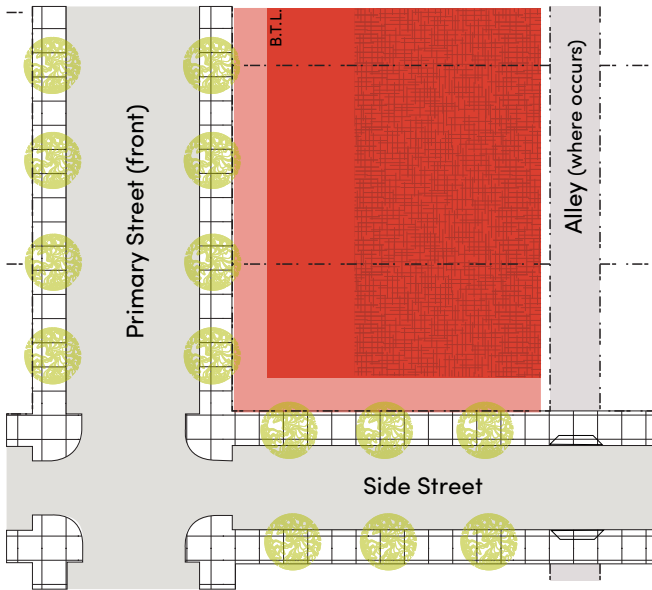 B.T.L.
Primary Street (front)
Alley (where occurs)
Side Street